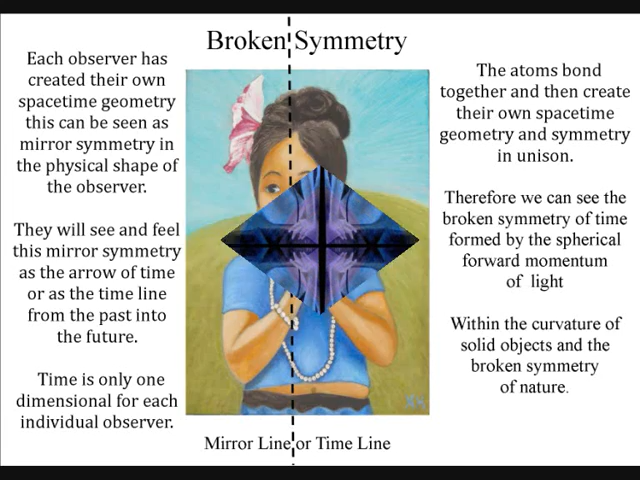 Broken Symmetry
Each observer has
created their own
spacetime geometry
this can be seen as
mirror symmetry in
the physical shape of
the observer.
They will see and feel
this mirror symmetry
as the arrow of time
or as the time line
from the past into
the future.
Time is only one
dimensional for each
individual observer.
The atoms bond
together and then create
their own spacetime
geometry and symmetry
in unison.
Therefore we can see the
broken symmetry of time
formed by the spherical
forward momentum
of light
Within the curvature of
solid objects and the
broken symmetry
of nature.
Mirror Line or Time Line